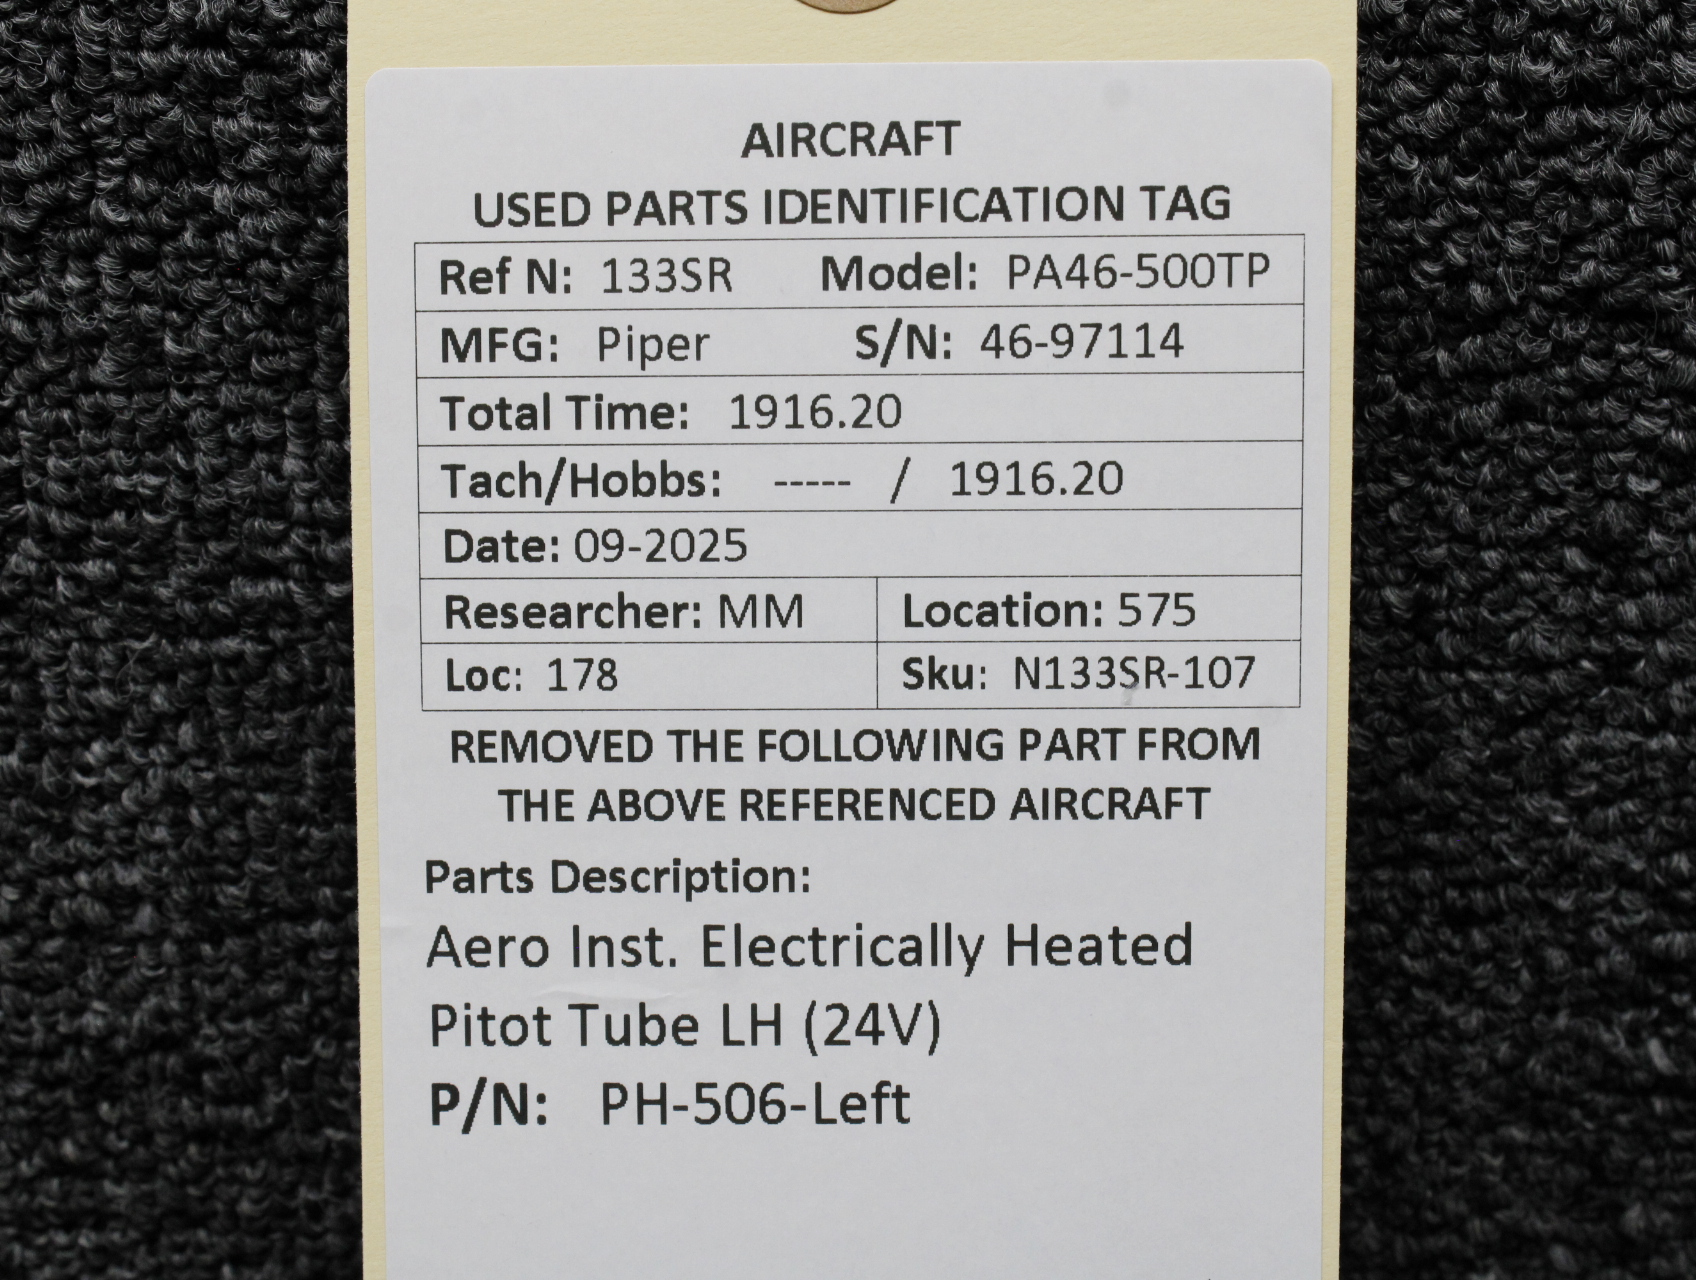 AIRCRAFT
USED PARTS IDENTIFICATION TAG
Ref N: 133SR Model: PA46-500TP
MFG: Piper S/N: 46-97114
Total Time: 1916.20
Tach/Hobbs: ----- / 1916.20
Date: 09-2025
Researcher: MM Location: 575
Loc: 178 Sku: N133SR-107
REMOVED THE FOLLOWING PART FROM
THE ABOVE REFERENCED AIRCRAFT
Parts Description:
Aero Inst. Electrically Heated
Pitot Tube LH (24V)
P/N: PH-506-Left